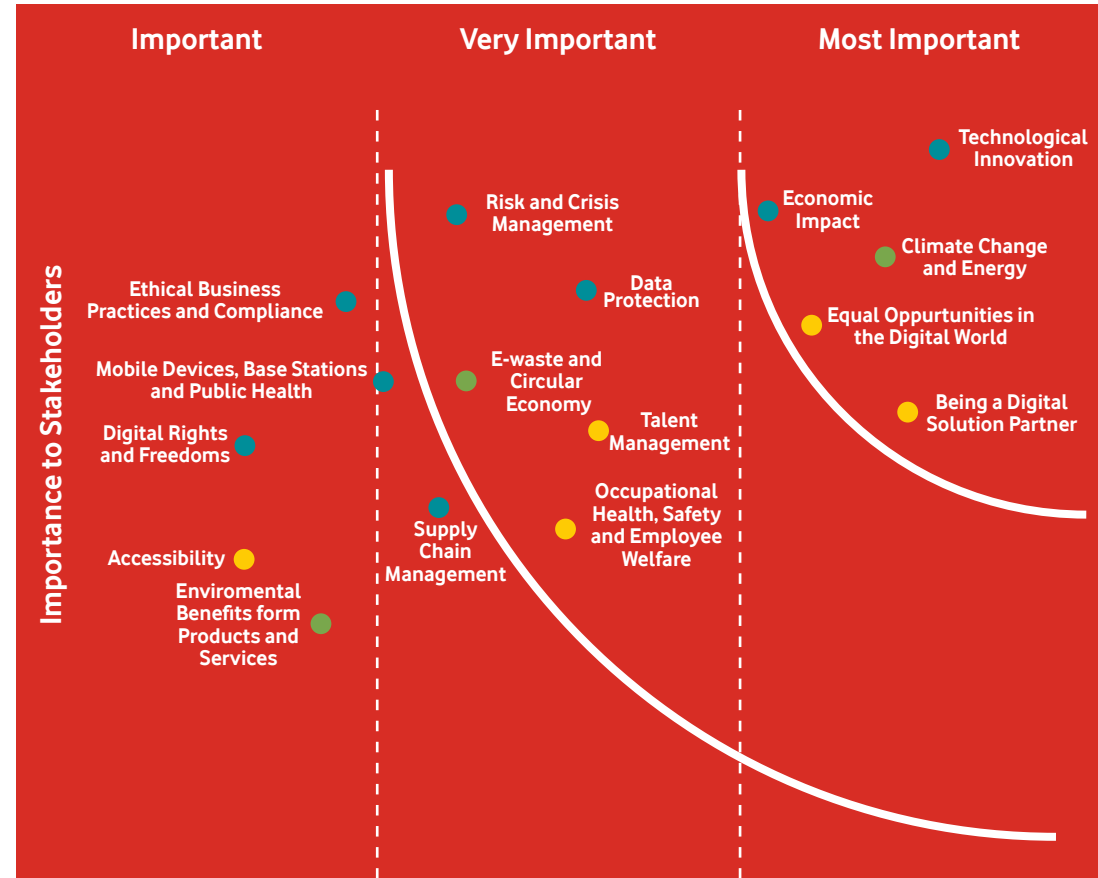 Important
Very Important
Most Important
Importance to Stakeholders
Technological
Innovation
Economic
Impact
Climate Change
and Energy
Equal Oppurtunities in
the Digital World
Being a Digital
Solution Partner
Risk and Crisis
Management
Data
Protection
E-waste and
Circular
Economy
Talent
Management
Occupational
Health, Safety
and Employee
Welfare
Supply
Chain
Management
Ethical Business
Practices and Compliance
Mobile Devices, Base Stations
and Public Health
Digital Rights
and Freedoms
Accessibility
Enviromental
Benefits form
Products and
Services